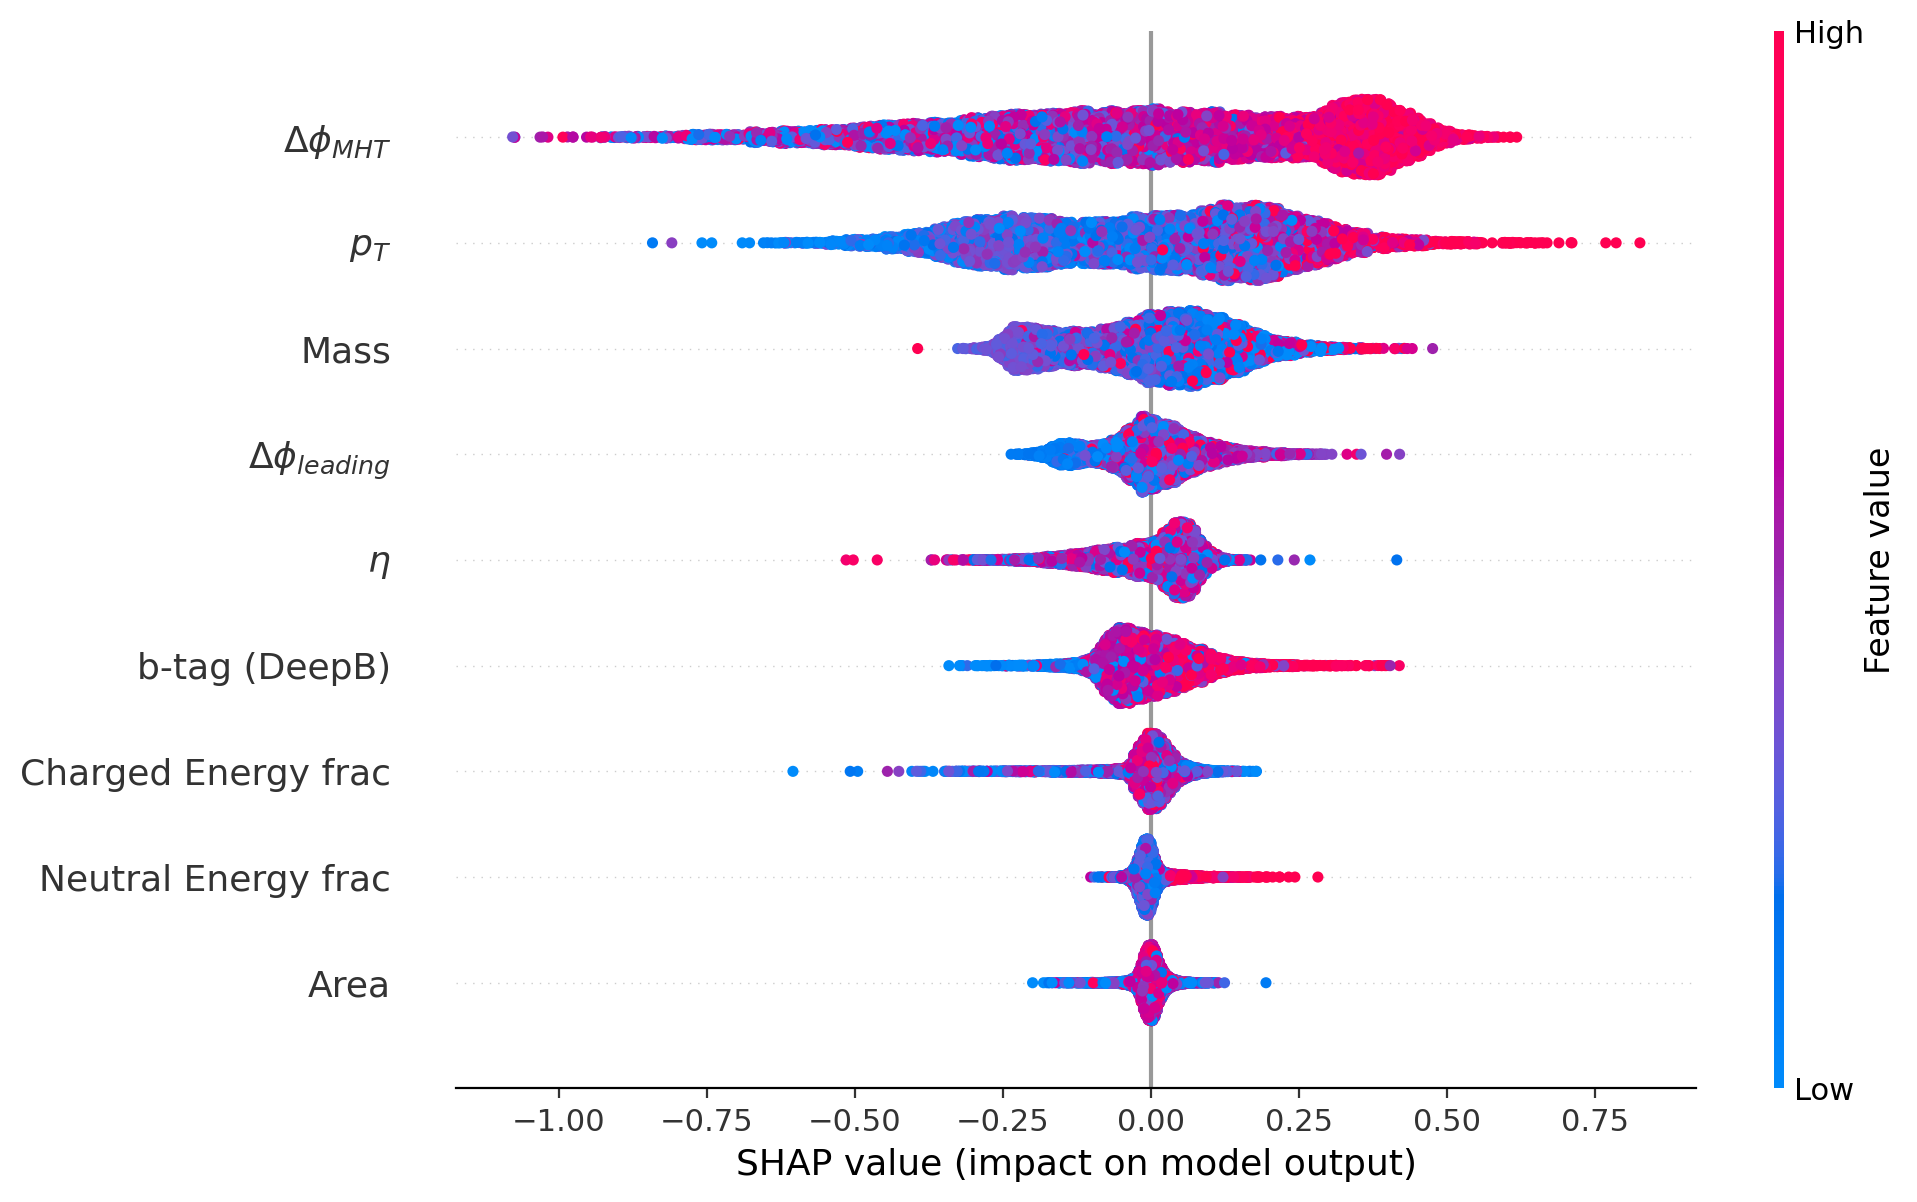 High
Δϕ_MHT
p_T
Mass
Δϕ_leading
η
b-tag (DeepB)
Charged Energy frac
Neutral Energy frac
Area
Feature value
Low
−1.00 −0.75 −0.50 −0.25 0.00 0.25 0.50 0.75
SHAP value (impact on model output)